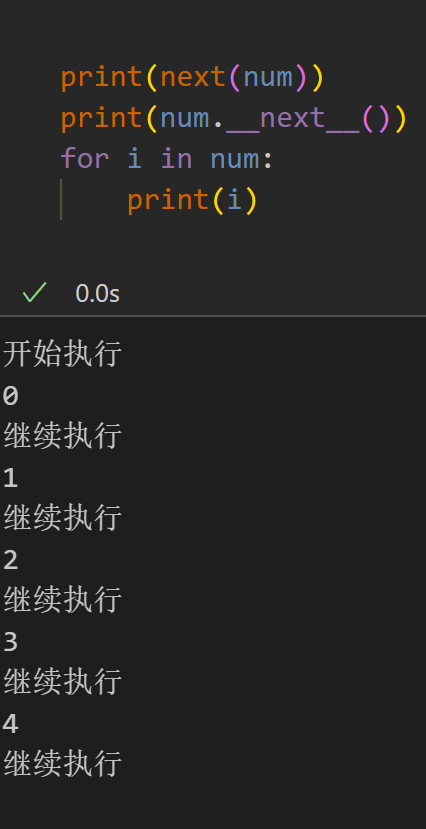 print(next(num))
print(num.__next__())
for i in num:
    print(i)
0.0s
开始执行
0
继续执行
1
继续执行
2
继续执行
3
继续执行
4
继续执行